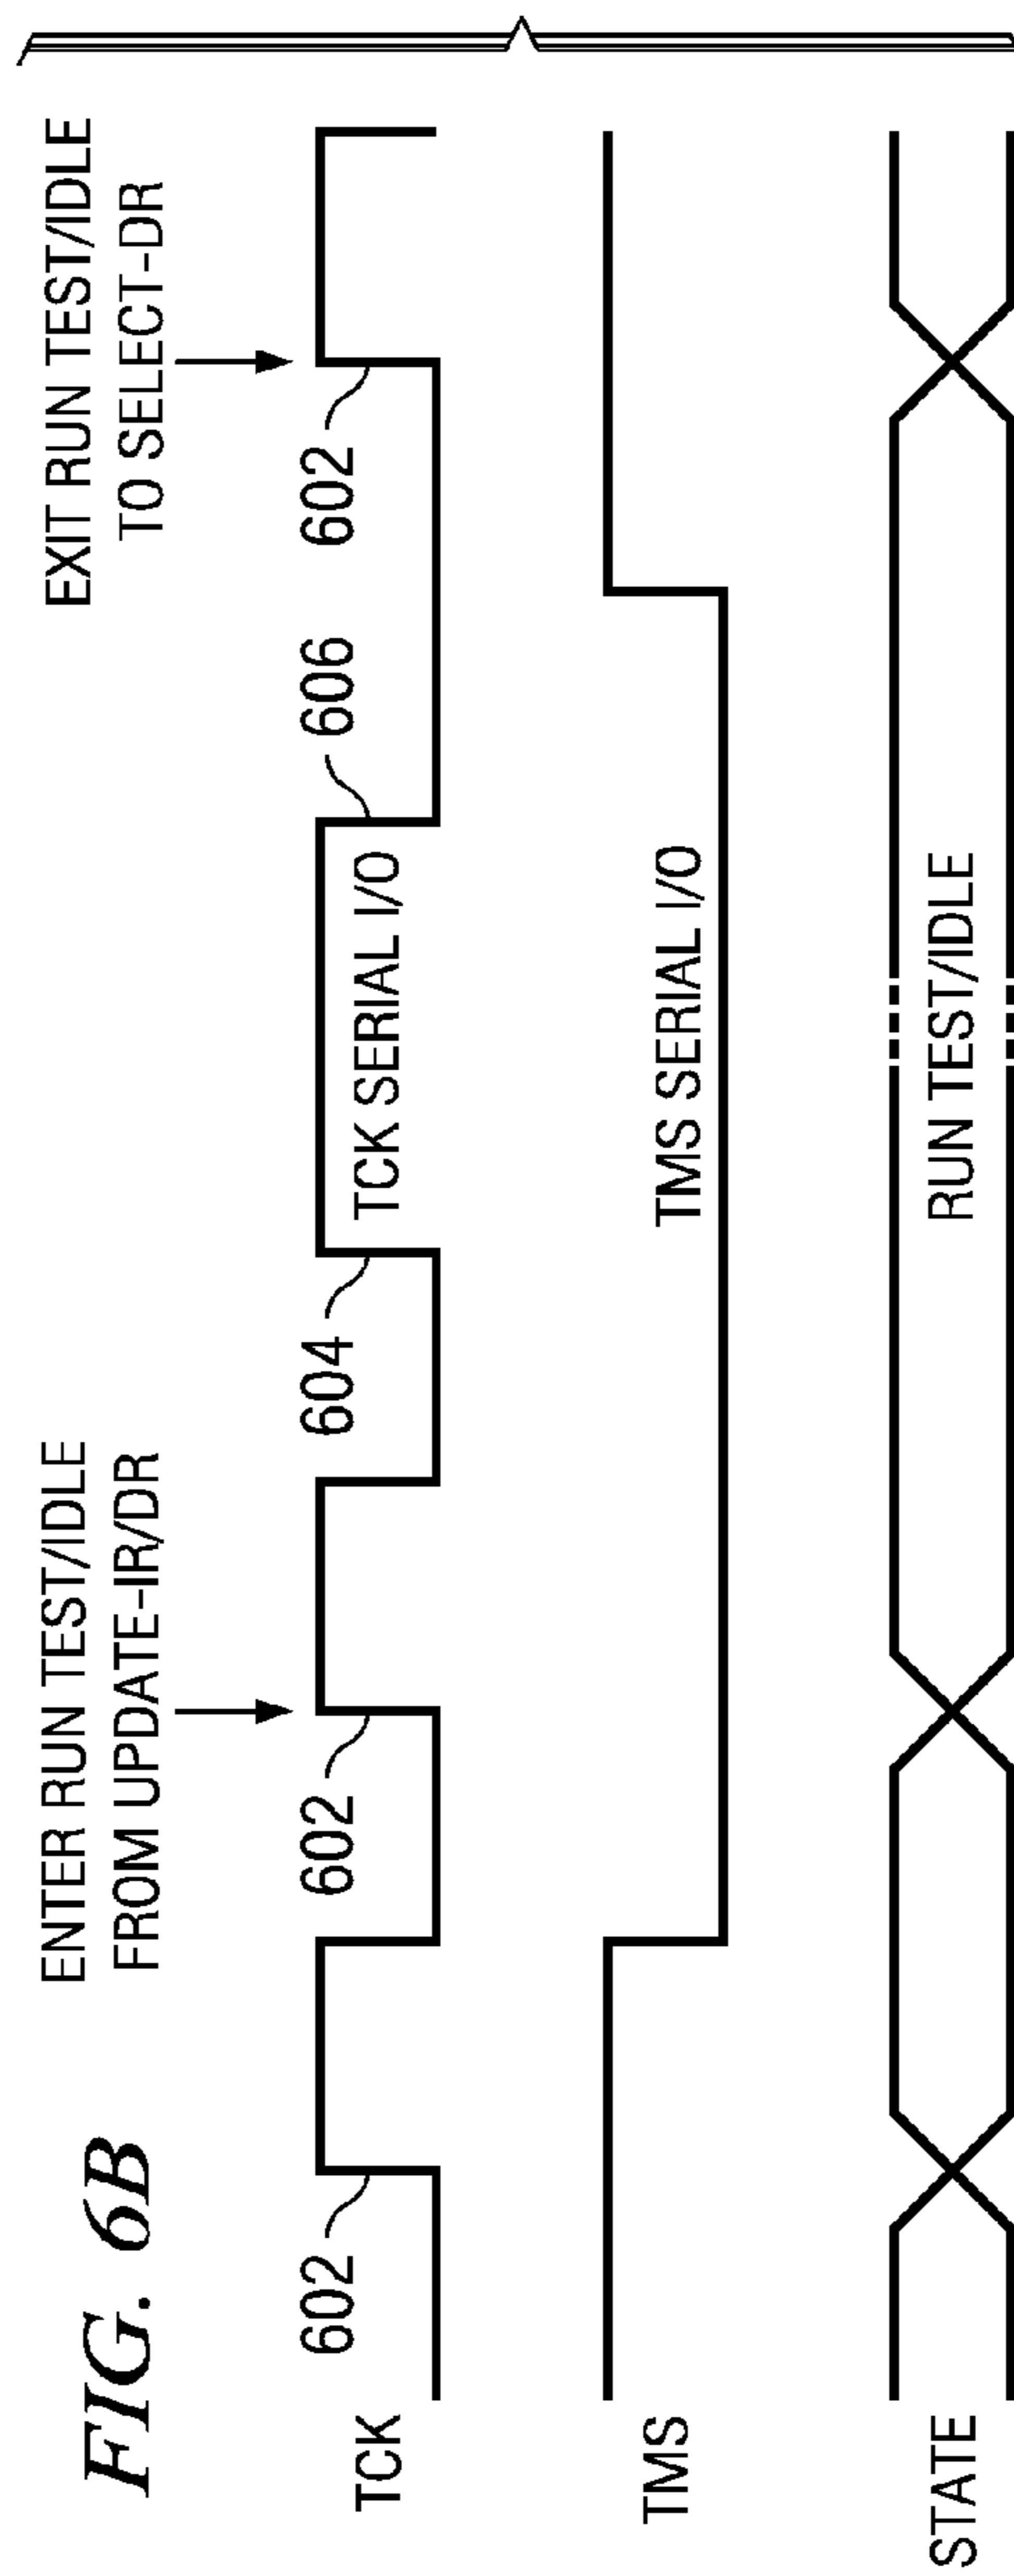 FIG. 6B
ENTER RUN TEST/IDLE
FROM UPDATE-IR/DR
EXIT RUN TEST/IDLE
TO SELECT-DR
602
602
604
606
602
TCK
TCK SERIAL I/O
TMS
TMS SERIAL I/O
STATE
RUN TEST/IDLE